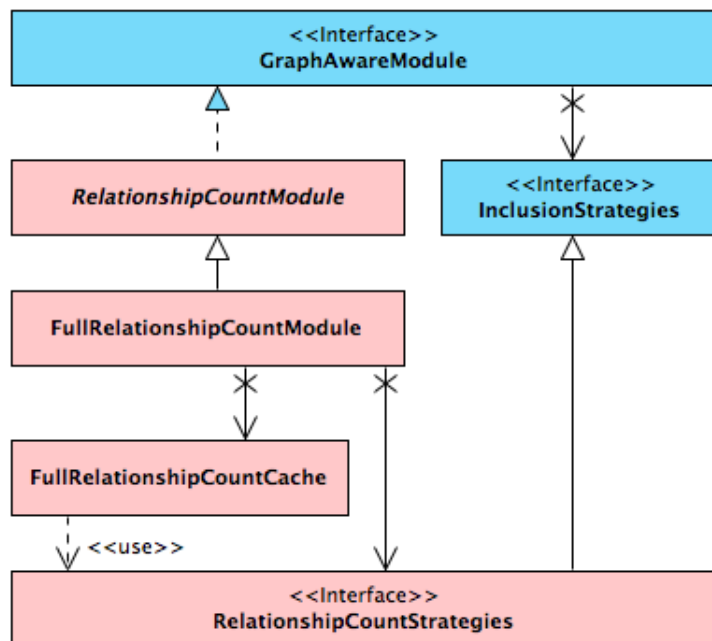 <<Interface>>
GraphAwareModule
RelationshipCountModule
<<Interface>>
InclusionStrategies
FullRelationshipCountModule
FullRelationshipCountCache
<<use>>
<<Interface>>
RelationshipCountStrategies